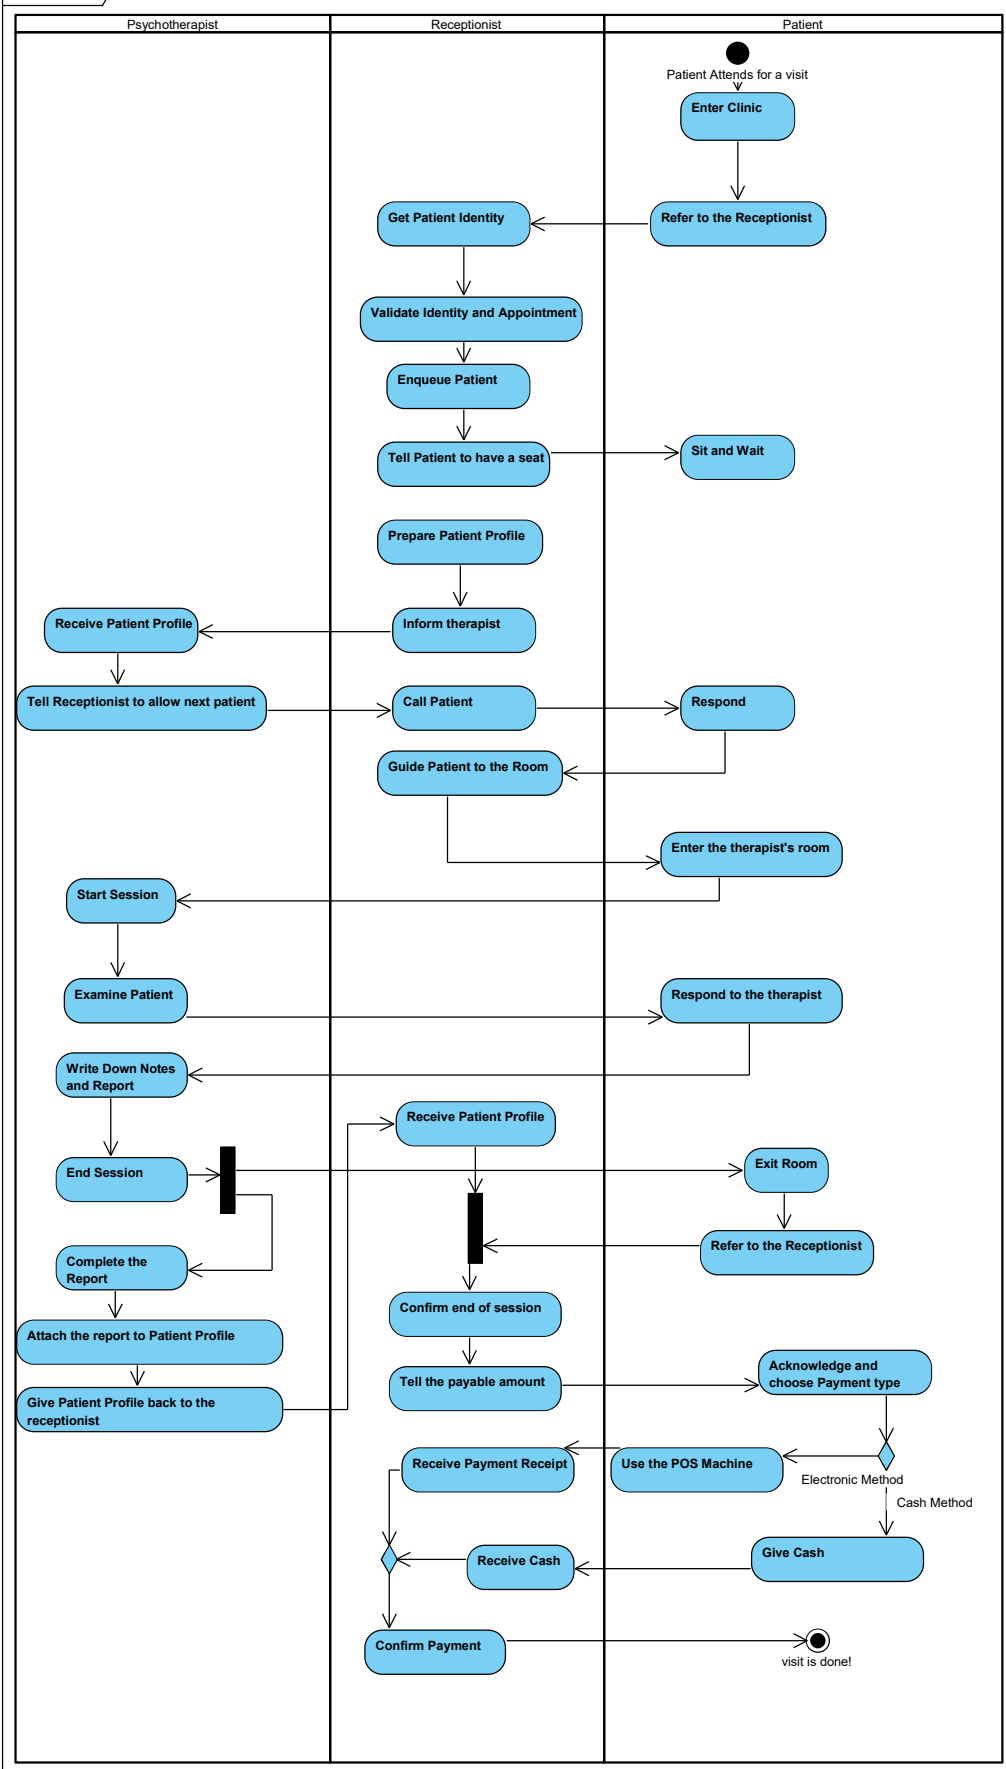 Psychotherapist
Receptionist
Patient
Patient Attends for a visit
Enter Clinic
Get Patient Identity
Refer to the Receptionist
Validate Identity and Appointment
Enqueue Patient
Tell Patient to have a seat
Sit and Wait
Prepare Patient Profile
Receive Patient Profile
Inform therapist
Tell Receptionist to allow next patient
Call Patient
Respond
Guide Patient to the Room
Enter the therapist's room
Start Session
Examine Patient
Respond to the therapist
Write Down Notes
and Report
Receive Patient Profile
End Session
Exit Room
Complete the
Report
Refer to the Receptionist
Confirm end of session
Attach the report to Patient Profile
Tell the payable amount
Acknowledge and
choose Payment type
Give Patient Profile back to the
receptionist
Receive Payment Receipt
Use the POS Machine
Electronic Method
Cash Method
Receive Cash
Give Cash
Confirm Payment
visit is done!